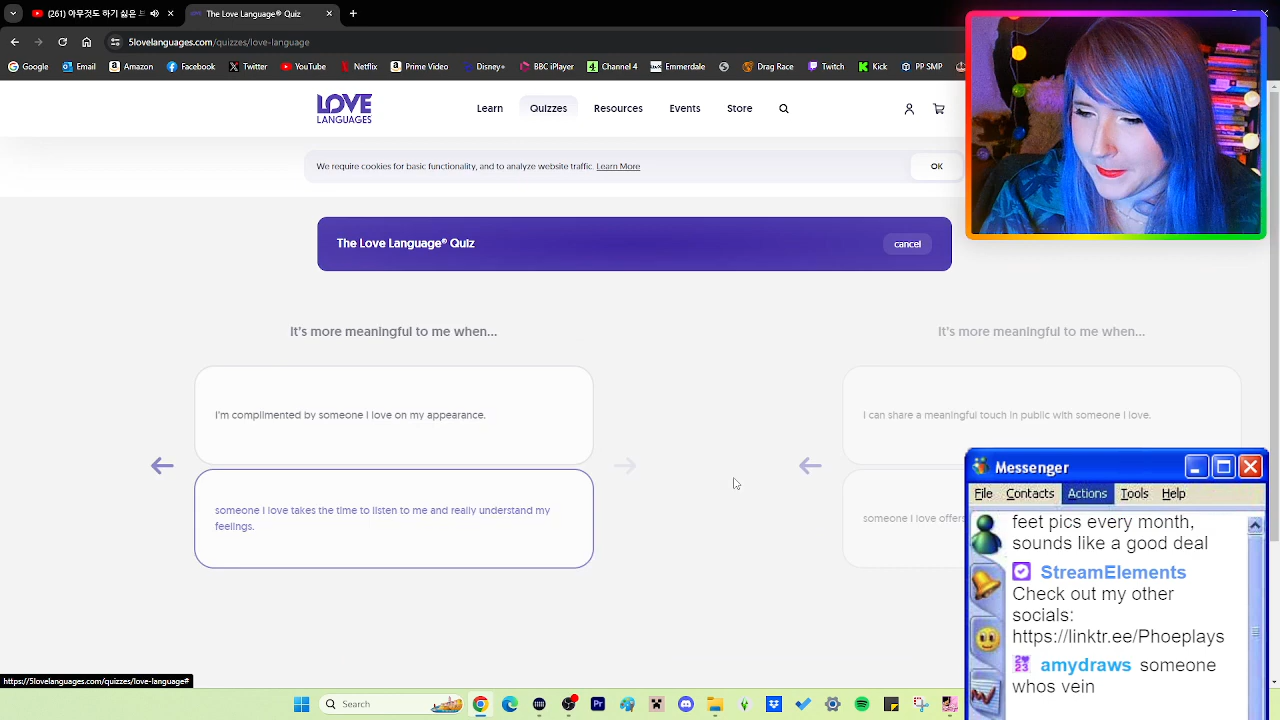 (261) 아무것도 하기 싫은
The Love Language® Quiz
5lovelanguages.com/quizzes/love-language
Google
Email
Amazon
Facebook
Twitter
YouTu
Netflix
Prime Video
Disney+
BBC iPlayer
Channel 4
Emmerdale
Drag Race
Twitch
Kick
PP SMP
LOVE
LANGUAGES
Learn
Quizzes
Resources
Events
Store
We require cookies for basic functionality, and to analyze website traffic. Learn More
OK
The Love Language® Quiz
cancel
It's more meaningful to me when...
I'm complimented by someone I love on my appearance.
someone I love takes the time to listen to me and really understand my
feelings.
It's more meaningful to me when...
I can share a meaningful touch in public with someone I love.
someone I love offers
Messenger
File
Contacts
Actions
Tools
Help
feet pics every month,
sounds like a good deal
StreamElements
Check out my other
socials:
https://linktr.ee/Phoeplays
amydraws someone
whos vein
https://5lovelanguages.com/quizzes/love-language#
Search